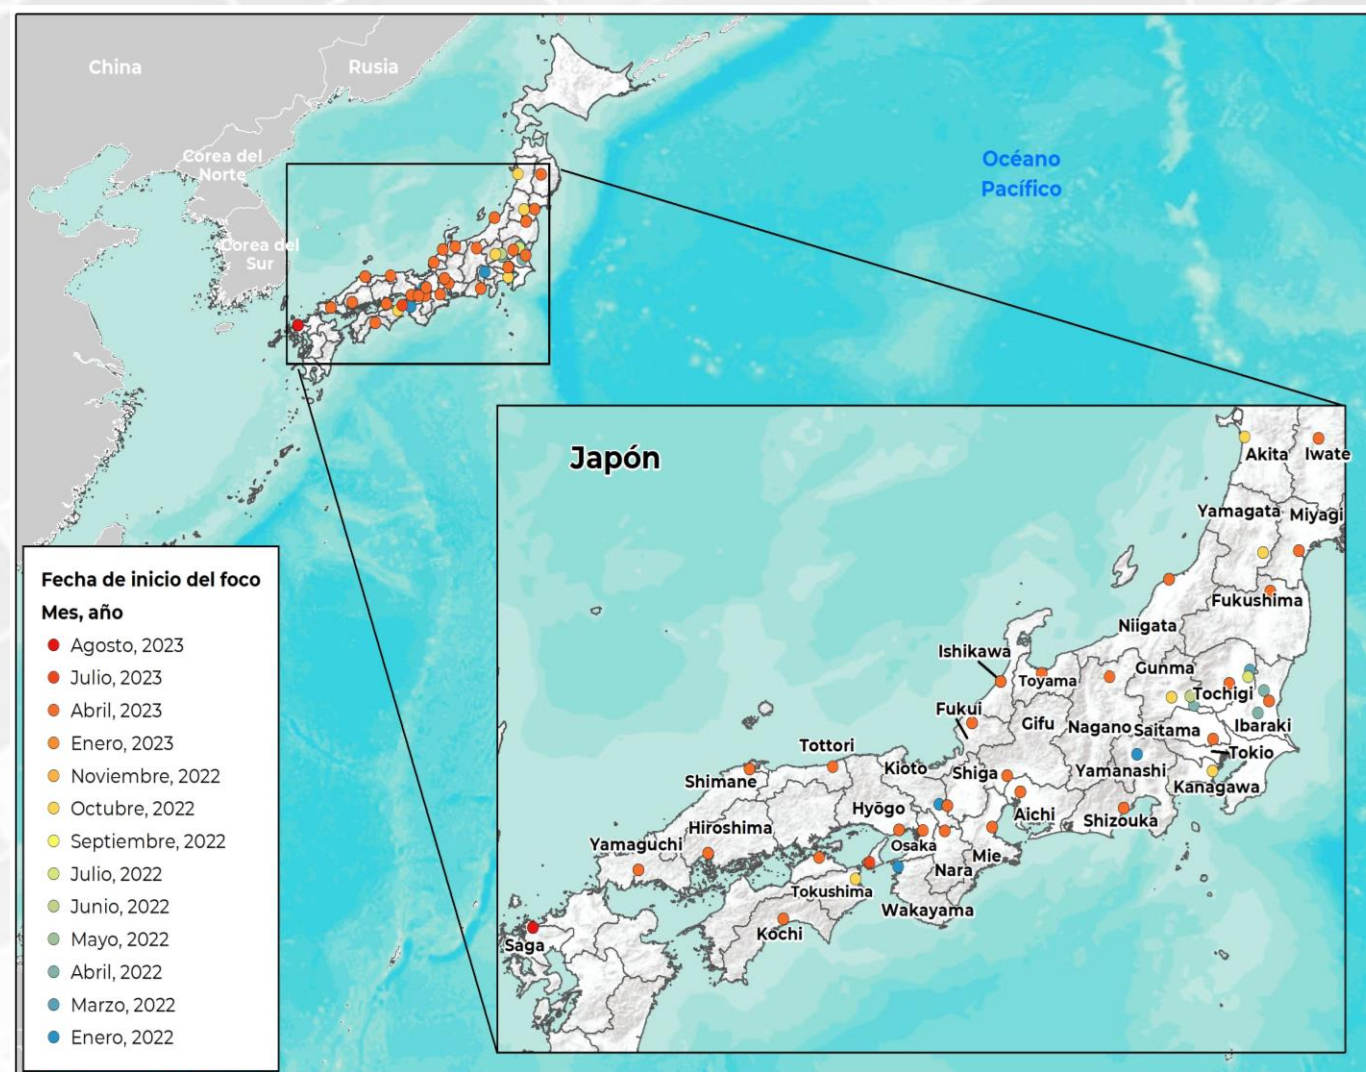 China
Rusia
Corea del
Norte
Corea del
Sur
Océano
Pacífico
Japón
Akita
Iwate
Yamagata
Miyagi
Fukushima
Niigata
Ishikawa
Toyama
Gunma
Tochigi
Fukui
Gifu
Nagano
Saitama
Ibaraki
Tokio
Tottori
Kioto
Shiga
Yamanashi
Kanagawa
Shimane
Hyōgo
Aichi
Shizouka
Hiroshima
Yamaguchi
Osaka
Mie
Nara
Tokushima
Wakayama
Kochi
Saga
Fecha de inicio del foco
Mes, año
Agosto, 2023
Julio, 2023
Abril, 2023
Enero, 2023
Noviembre, 2022
Octubre, 2022
Septiembre, 2022
Julio, 2022
Junio, 2022
Mayo, 2022
Abril, 2022
Marzo, 2022
Enero, 2022